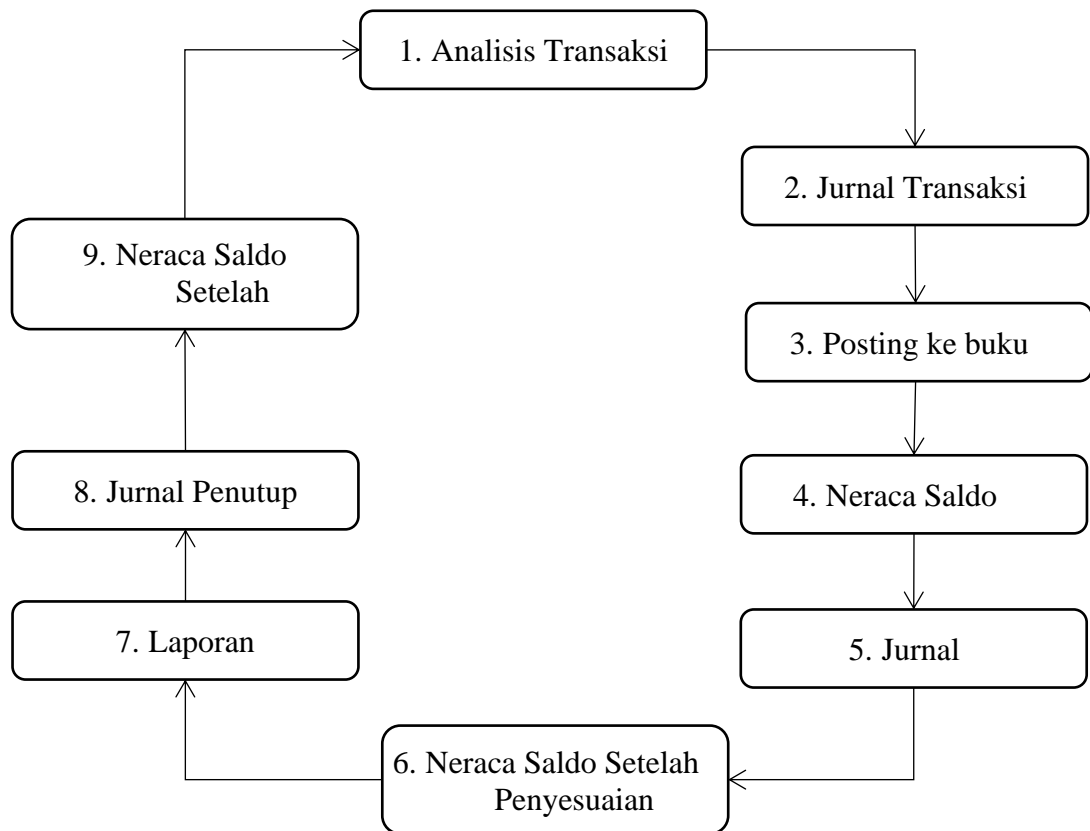 1. Analisis Transaksi
2. Jurnal Transaksi
3. Posting ke buku
4. Neraca Saldo
5. Jurnal
6. Neraca Saldo Setelah
Penyesuaian
7. Laporan
8. Jurnal Penutup
9. Neraca Saldo
Setelah